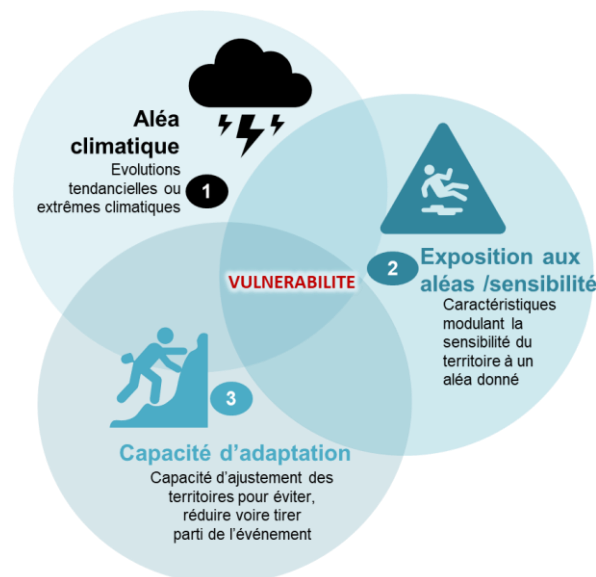 Aléa
climatique
Evolutions
tendancielles ou
extrêmes climatiques
1
VULNERABILITE
2
Exposition aux
aléas /sensibilité
Caractéristiques
modulant la
sensibilité du
territoire à un
aléa donné
3
Capacité d’adaptation
Capacité d’ajustement des
territoires pour éviter,
réduire voire tirer
parti de l’événement